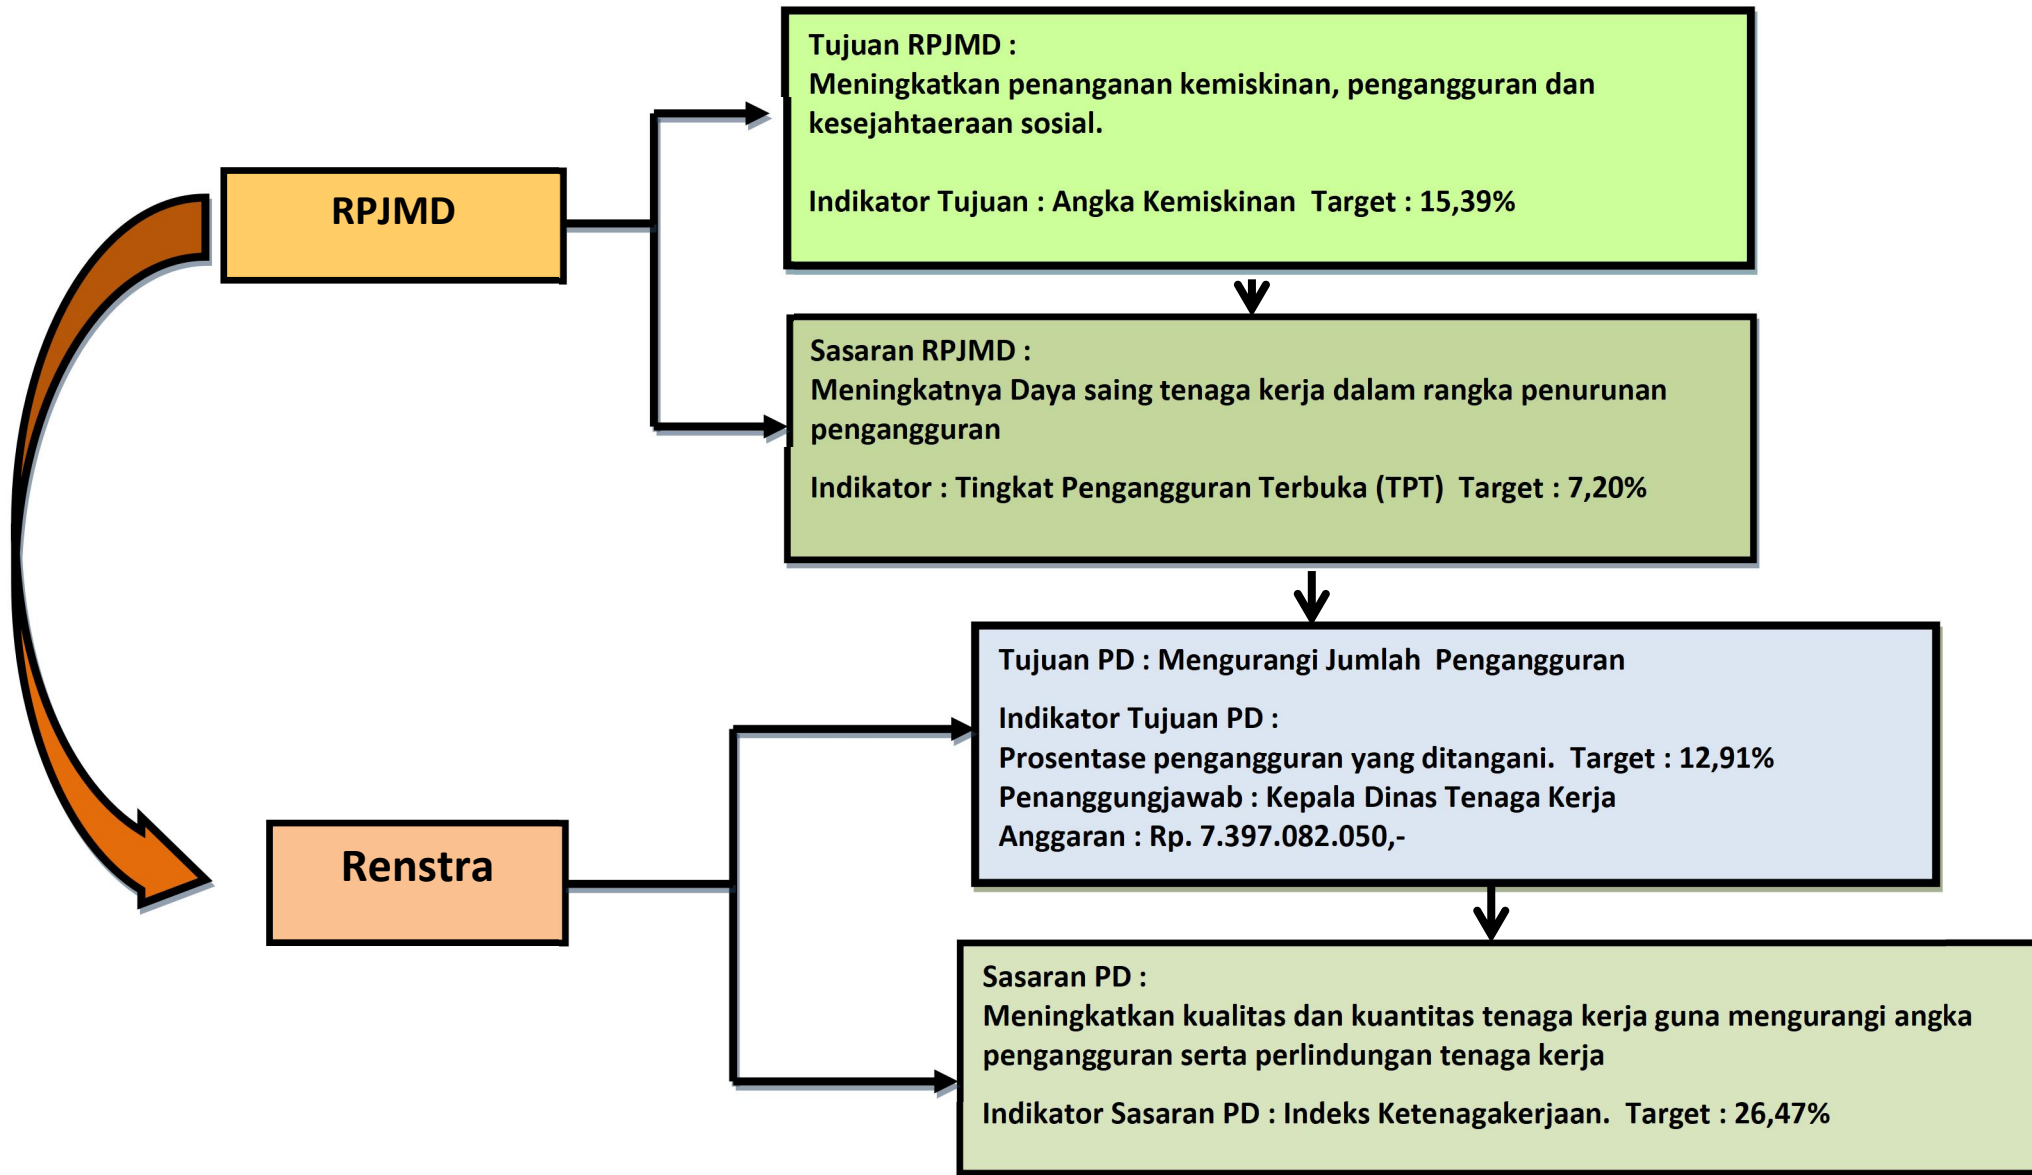 RPJMD
Tujuan RPJMD :
Meningkatkan penanganan kemiskinan, pengangguran dan
kesejahtaeraan sosial.
Indikator Tujuan : Angka Kemiskinan  Target : 15,39%
Sasaran RPJMD :
Meningkatnya Daya saing tenaga kerja dalam rangka penurunan
pengangguran
Indikator : Tingkat Pengangguran Terbuka (TPT)  Target : 7,20%
Renstra
Tujuan PD : Mengurangi Jumlah  Pengangguran
Indikator Tujuan PD :
Prosentase pengangguran yang ditangani.  Target : 12,91%
Penanggungjawab : Kepala Dinas Tenaga Kerja
Anggaran : Rp. 7.397.082.050,-
Sasaran PD :
Meningkatkan kualitas dan kuantitas tenaga kerja guna mengurangi angka
pengangguran serta perlindungan tenaga kerja
Indikator Sasaran PD : Indeks Ketenagakerjaan.  Target : 26,47%